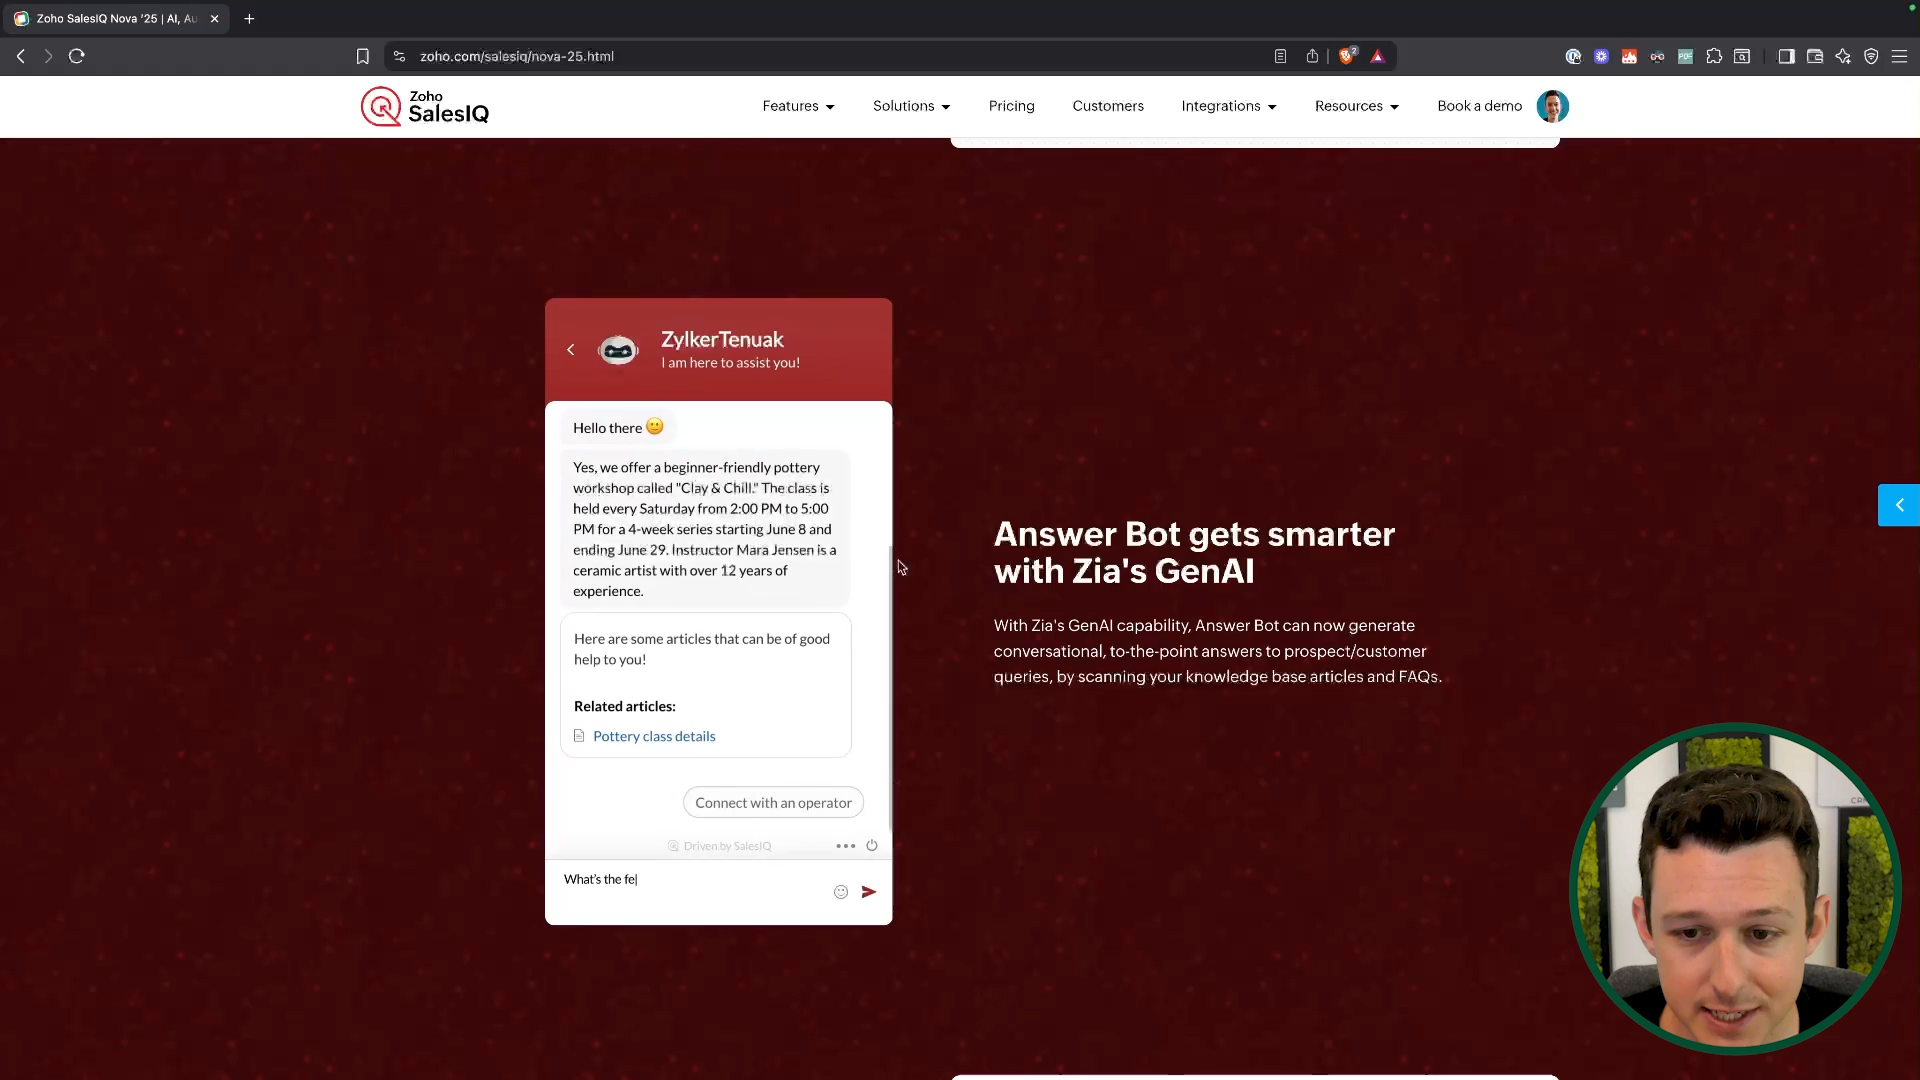 Zoho SalesIQ Nova '25 | AI, Au
zoho.com/salesiq/nova-25.html
2
PDF
Zoho
SalesIQ
Features
Solutions
Pricing
Customers
Integrations
Resources
Book a demo
ZylkerTenuak
I am here to assist you!
Hello there
Yes, we offer a beginner-friendly pottery
workshop called "Clay & Chill." The class is
held every Saturday from 2:00 PM to 5:00
PM for a 4-week series starting June 8 and
ending June 29. Instructor Mara Jensen is a
ceramic artist with over 12 years of
experience.
Here are some articles that can be of good
help to you!
Related articles:
Pottery class details
Connect with an operator
Driven by SalesIQ
What's the fe
Answer Bot gets smarter
with Zia's GenAI
With Zia's GenAI capability, Answer Bot can now generate
conversational, to-the-point answers to prospect/customer
queries, by scanning your knowledge base articles and FAQs.